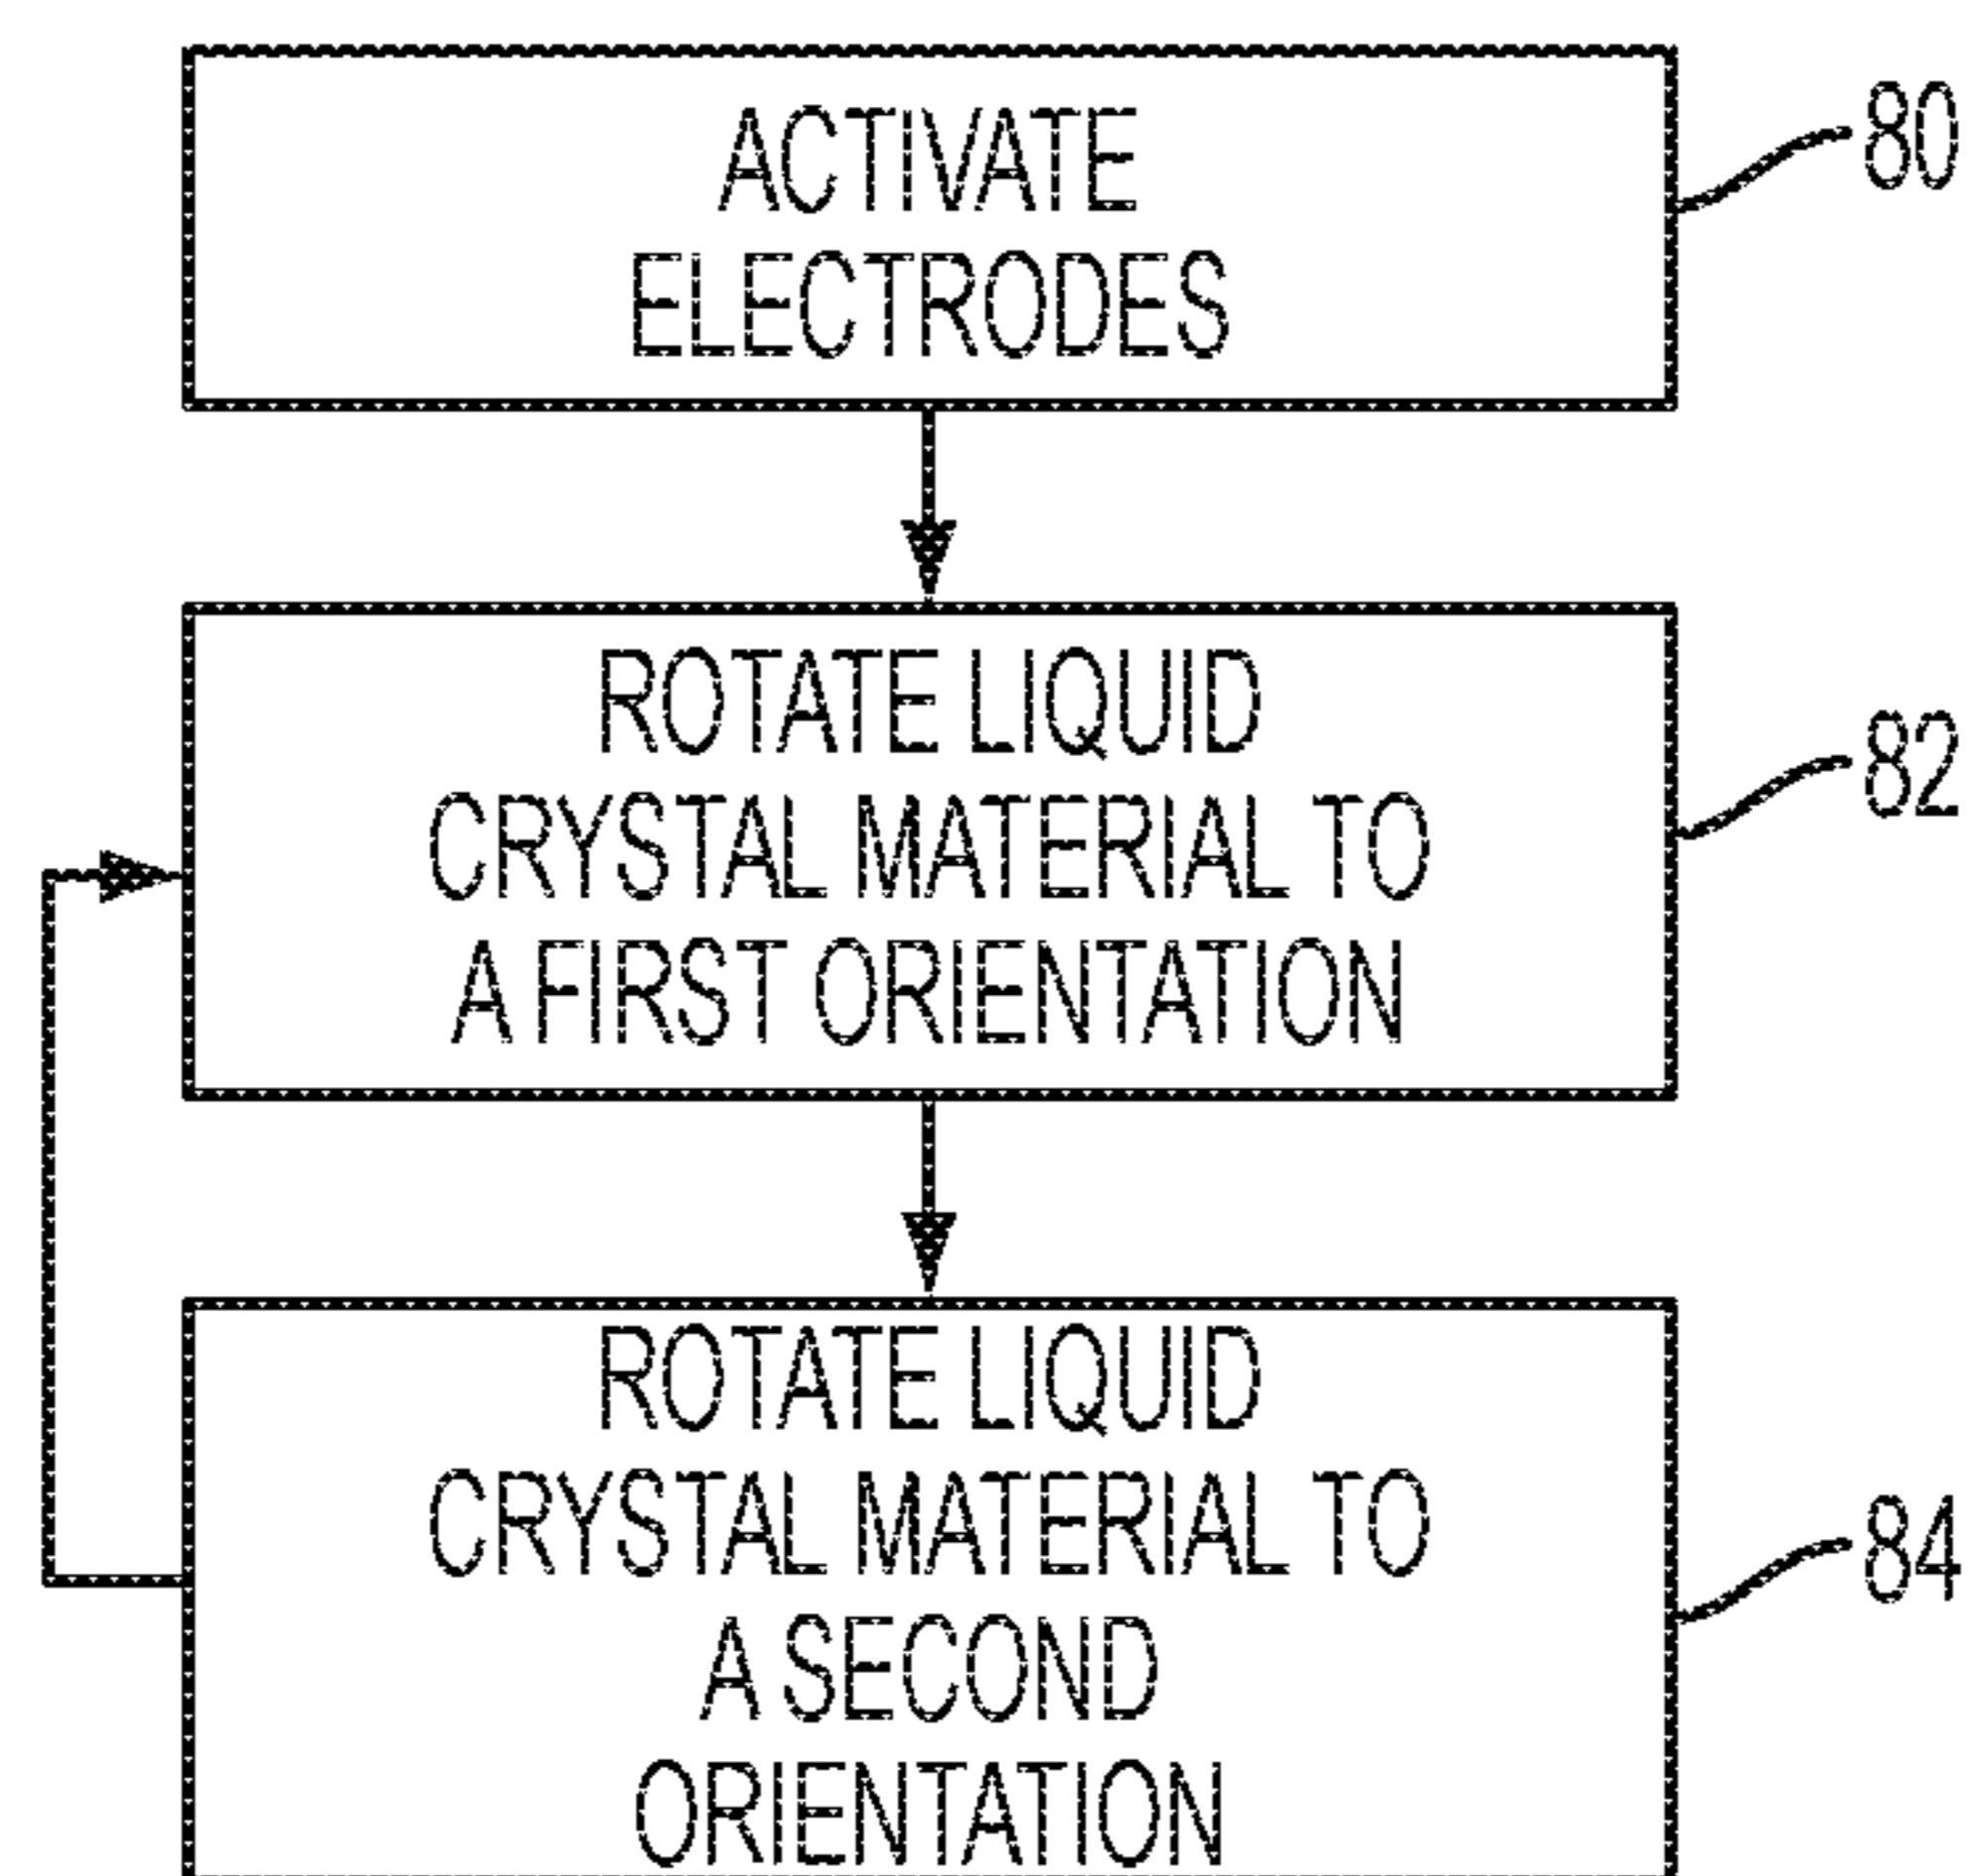 ACTIVATE
ELECTRODES
80
ROTATE LIQUID
CRYSTAL MATERIAL TO
A FIRST ORIENTATION
82
ROTATE LIQUID
CRYSTAL MATERIAL TO
A SECOND
ORIENTATION
84